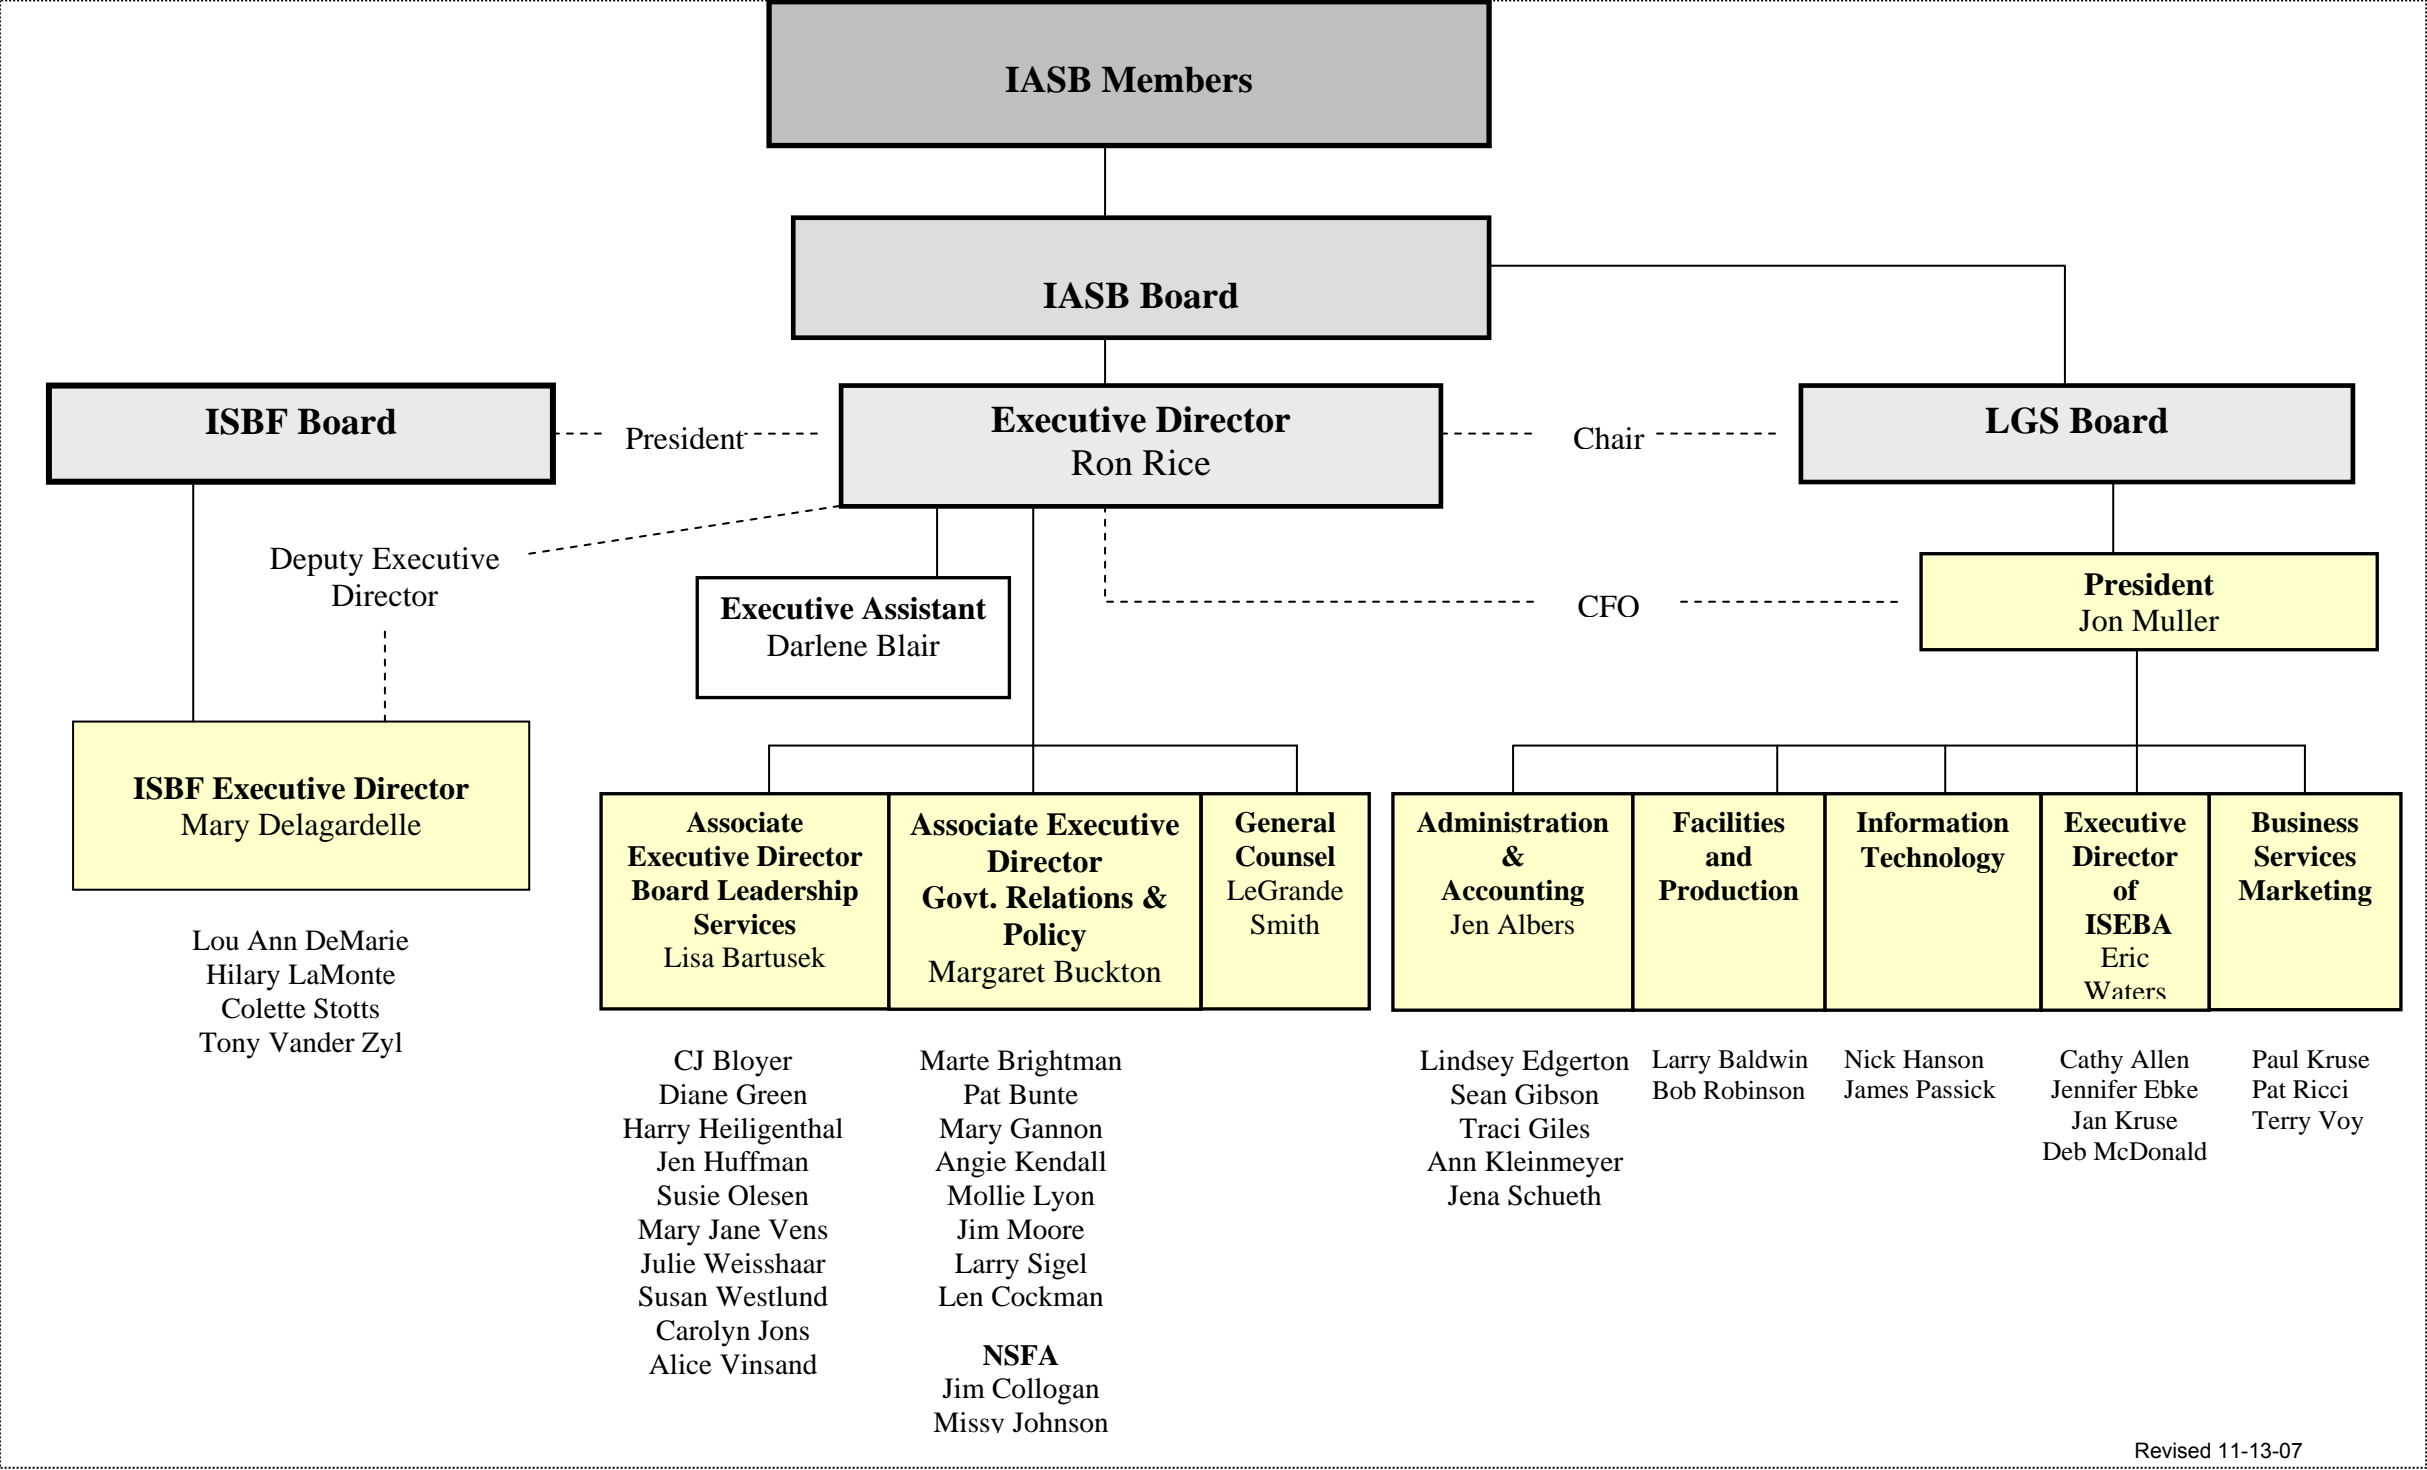 IASB Members
IASB Board
ISBF Board
President
Executive Director
Ron Rice
Chair
LGS Board
Deputy Executive
Director
Executive Assistant
Darlene Blair
CFO
President
Jon Muller
ISBF Executive Director
Mary Delagardelle
Lou Ann DeMarie
Hilary LaMonte
Colette Stotts
Tony Vander Zyl
Associate
Executive Director
Board Leadership
Services
Lisa Bartusek
CJ Bloyer
Diane Green
Harry Heiligenthal
Jen Huffman
Susie Olesen
Mary Jane Vens
Julie Weisshaar
Susan Westlund
Carolyn Jons
Alice Vinsand
Associate Executive
Director
Govt. Relations &
Policy
Margaret Buckton
Marte Brightman
Pat Bunte
Mary Gannon
Angie Kendall
Mollie Lyon
Jim Moore
Larry Sigel
Len Cockman
NSFA
Jim Collogan
Missy Johnson
General
Counsel
LeGrande
Smith
Administration
&
Accounting
Jen Albers
Lindsey Edgerton
Sean Gibson
Traci Giles
Ann Kleinmeyer
Jena Schueth
Facilities
and
Production
Larry Baldwin
Bob Robinson
Information
Technology
Nick Hanson
James Passick
Executive
Director
of
ISEBA
Eric
Waters
Cathy Allen
Jennifer Ebke
Jan Kruse
Deb McDonald
Business
Services
Marketing
Paul Kruse
Pat Ricci
Terry Voy
Revised 11-13-07